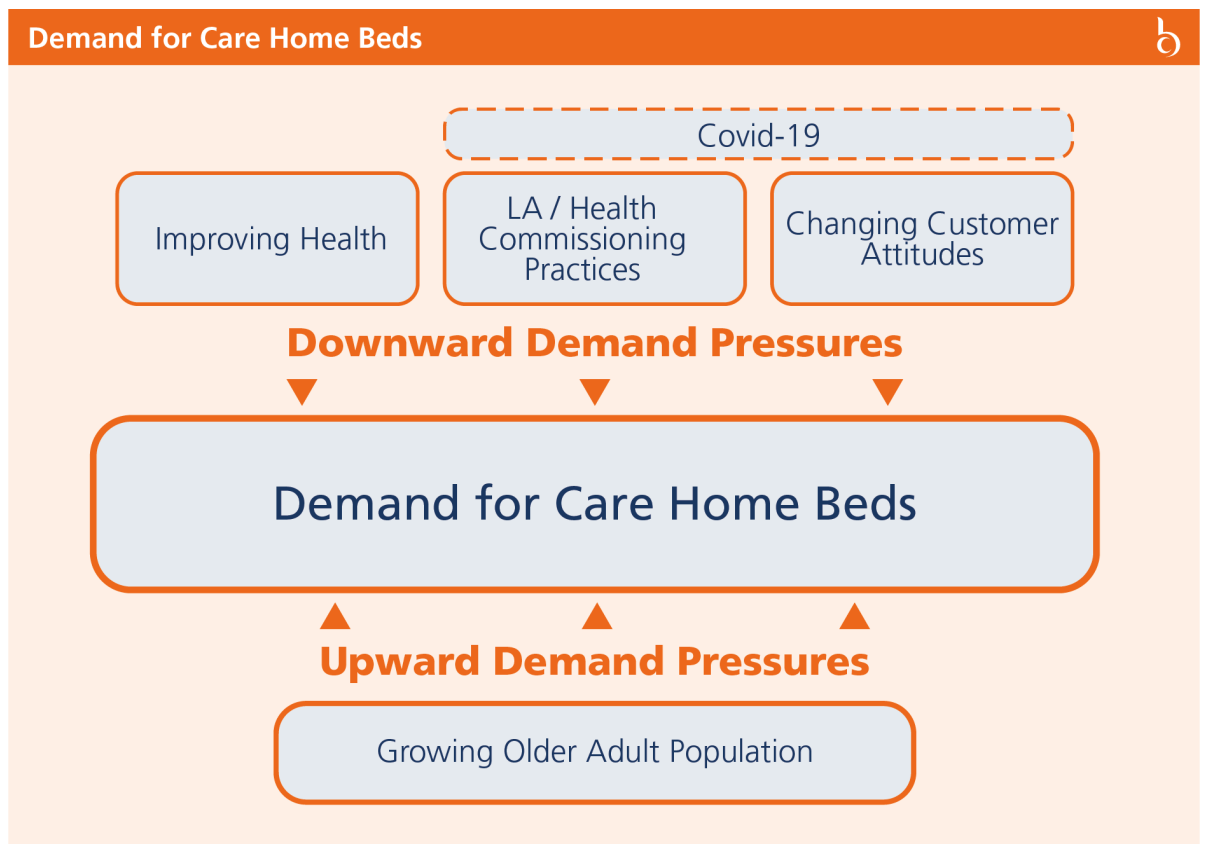 Demand for Care Home Beds
Covid-19
Improving Health
LA / Health
Commissioning
Practices
Changing Customer
Attitudes
Downward Demand Pressures
Demand for Care Home Beds
Upward Demand Pressures
Growing Older Adult Population